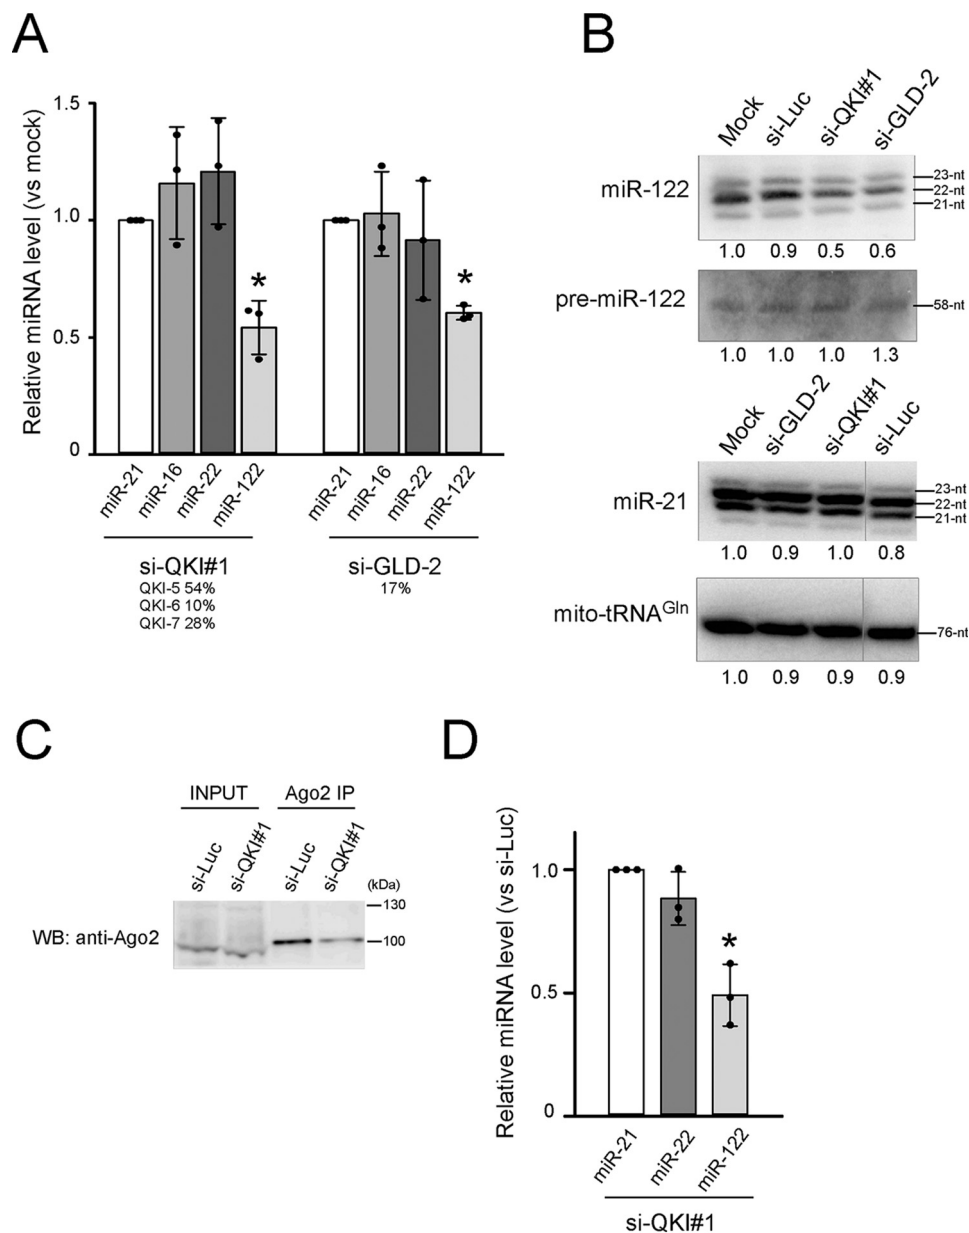 A
Relative miRNA level (vs mock)
1.5
1.0
0.5
0
*
*
miR-21
miR-16
miR-22
miR-122
miR-21
miR-16
miR-22
miR-122
si-QKI#1
QKI-5 54%
QKI-6 10%
QKI-7 28%
si-GLD-2
17%
B
Mock
si-Luc
si-QKI#1
si-GLD-2
miR-122
23-nt
22-nt
21-nt
1.0 0.9 0.5 0.6
pre-miR-122
58-nt
1.0 1.0 1.0 1.3
Mock
si-GLD-2
si-QKI#1
si-Luc
miR-21
23-nt
22-nt
21-nt
1.0 0.9 1.0 0.8
mito-tRNAGln
76-nt
1.0 0.9 0.9 0.9
C
INPUT Ago2 IP
si-Luc
si-QKI#1
si-Luc
si-QKI#1
(kDa)
130
100
WB: anti-Ago2
D
Relative miRNA level (vs si-Luc)
1.0
0.5
0
*
miR-21
miR-22
miR-122
si-QKI#1